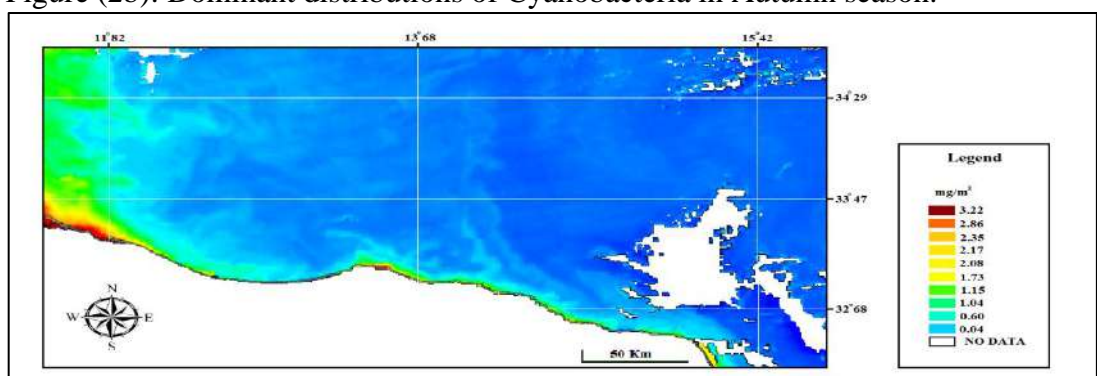 Figure (2b): Dominant distributions of Cyanobacteria in Autumn season.
11°82 13°68 15°42
34°29
33°47
32°68
N
W E
S
50 Km
Legend
mg/m³
3.22
2.86
2.35
2.17
2.08
1.73
1.15
1.04
0.60
0.04
NO DATA